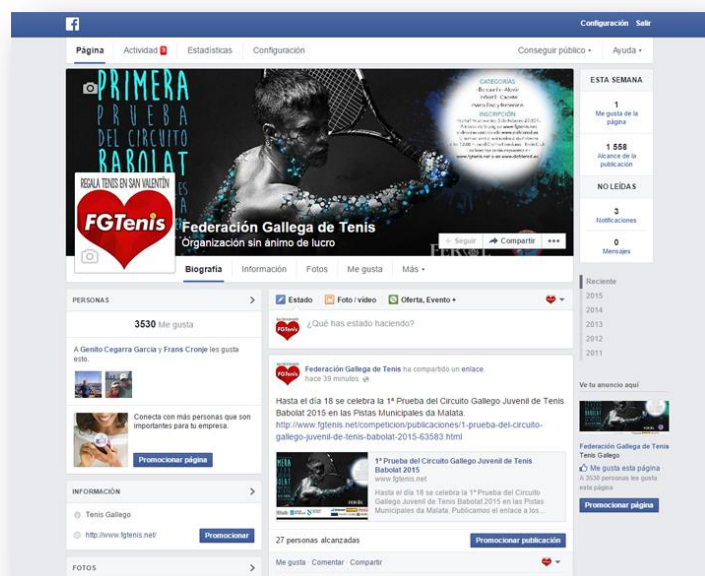 Configuración Salir
Página Actividad 3 Estadísticas Configuración Conseguir público Ayuda
PRIMERA
PRUEBA
DEL CIRCUITO
BABOLAT
CATEGORÍAS
INSCRIPCIÓN
REGALA TENIS EN SAN VALENTÍN
FGTenis
Federación Gallega de Tenis
Organización sin ánimo de lucro
Seguir Compartir
Biografía Información Fotos Me gusta Más
ESTA SEMANA
1
Me gusta de la
página
1 558
Alcance de la
publicación
NO LEÍDAS
3
Notificaciones
0
Mensajes
Reciente
2015
2014
2013
2012
2011
PERSONAS
3530 Me gusta
A Genito Cegarra Garcia y Frans Cronje les gusta
esto.
Conecta con más personas que son
importantes para tu empresa.
Promocionar página
INFORMACIÓN
Tenis Gallego
http://www.fgtenis.net/ Promocionar
FOTOS
Estado Foto / vídeo Oferta, Evento
¿Qué has estado haciendo?
Federación Gallega de Tenis ha compartido un enlace.
hace 39 minutos
Hasta el día 18 se celebra la 1ª Prueba del Circuito Gallego Juvenil de Tenis
Babolat 2015 en las Pistas Municipales da Malata.
http://www.fgtenis.net/competicion/publicaciones/1-prueba-del-circuito-
gallego-juvenil-de-tenis-babolat-2015-63583.html
1ª Prueba del Circuito Gallego Juvenil de Tenis
Babolat 2015
www.fgtenis.net
Hasta el día 18 se celebra la 1ª Prueba del Circuito
Gallego Juvenil de Tenis Babolat 2015 en las Pistas
Municipales da Malata. Publicamos el enlace a los...
27 personas alcanzadas Promocionar publicación
Me gusta · Comentar · Compartir
Ve tu anuncio aquí
Federación Gallega de Tenis
Tenis Gallego
Me gusta esta página
A 3530 personas les gusta
esta página
Promocionar página